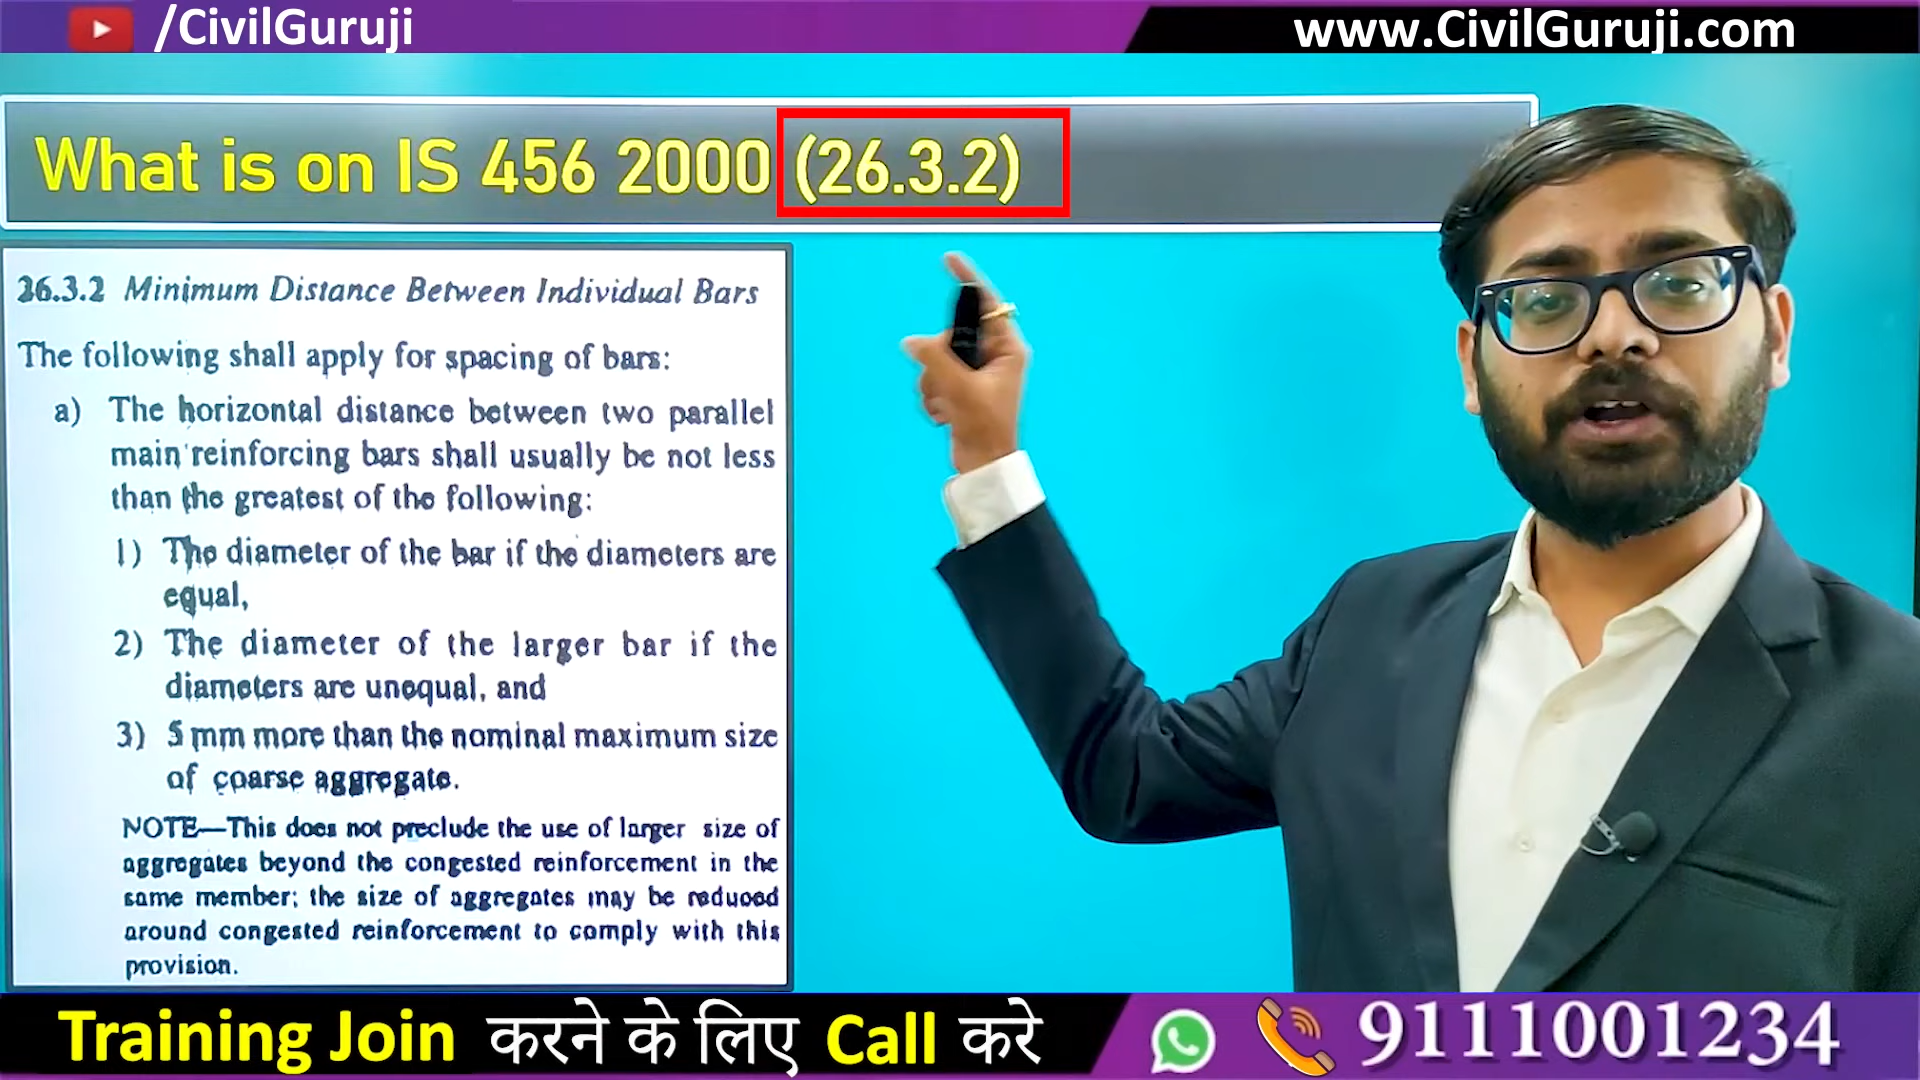 /CivilGuruji
www.CivilGuruji.com
What is on IS 456 2000 (26.3.2)
26.3.2 Minimum Distance Between Individual Bars
The following shall apply for spacing of bars:
a) The horizontal distance between two parallel
main reinforcing bars shall usually be not less
than the greatest of the following:
1) The diameter of the bar if the diameters are
equal,
2) The diameter of the larger bar if the
diameters are unequal, and
3) 5 mm more than the nominal maximum size
of coarse aggregate.
NOTE—This does not preclude the use of larger size of
aggregates beyond the congested reinforcement in the
same member; the size of aggregates may be reduced
around congested reinforcement to comply with this
provision.
Training Join करने के लिए Call करे
9111001234